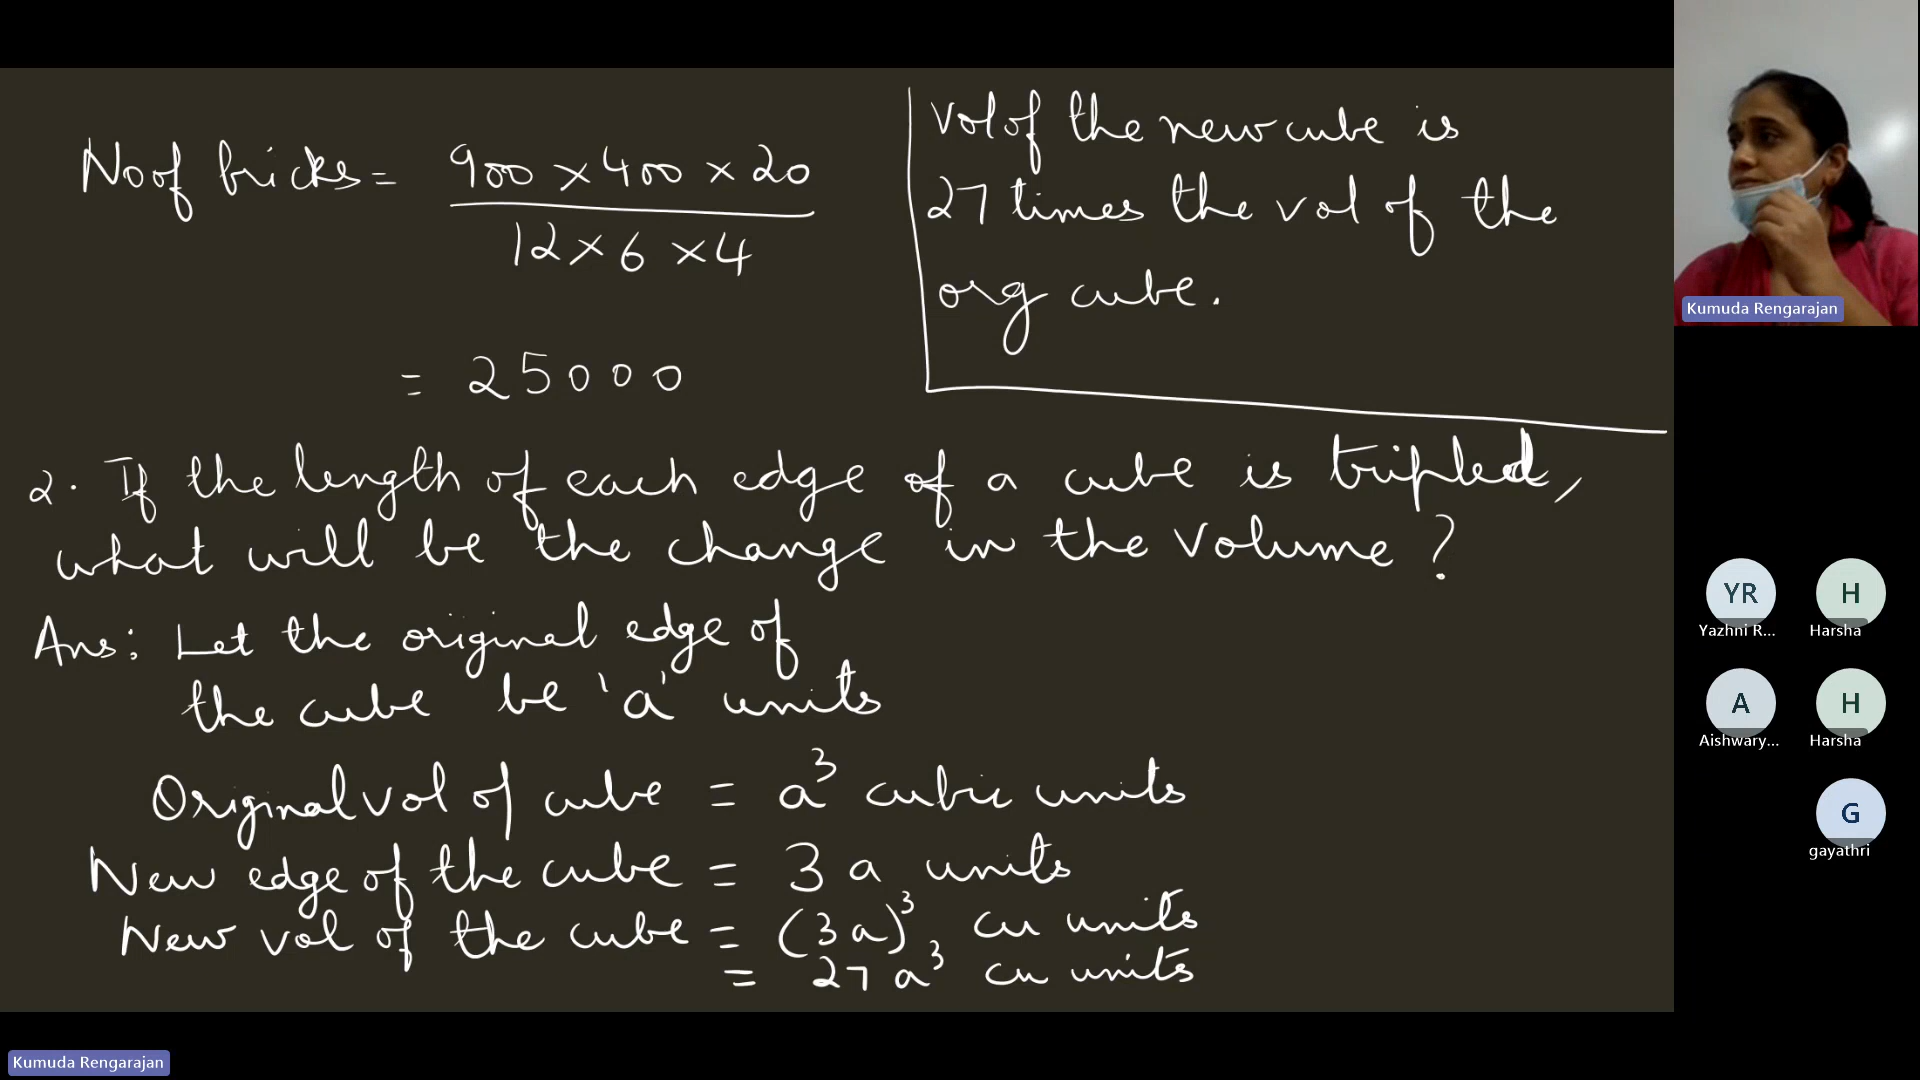 No of bricks = 900 × 400 × 20
12 × 6 × 4
= 25000
Vol of the new cube is
27 times the vol of the
org cube.
2. If the length of each edge of a cube is tripled,
what will be the change in the volume?
Ans: Let the original edge of
the cube be 'a' units
Original vol of cube = a³ cubic units
New edge of the cube = 3a units
New vol of the cube = (3a)³ cu units
= 27a³ cu units
Kumuda Rengarajan
YR
Yazhni R...
H
Harsha
A
Aishwary...
H
Harsha
G
gayathri
Kumuda Rengarajan